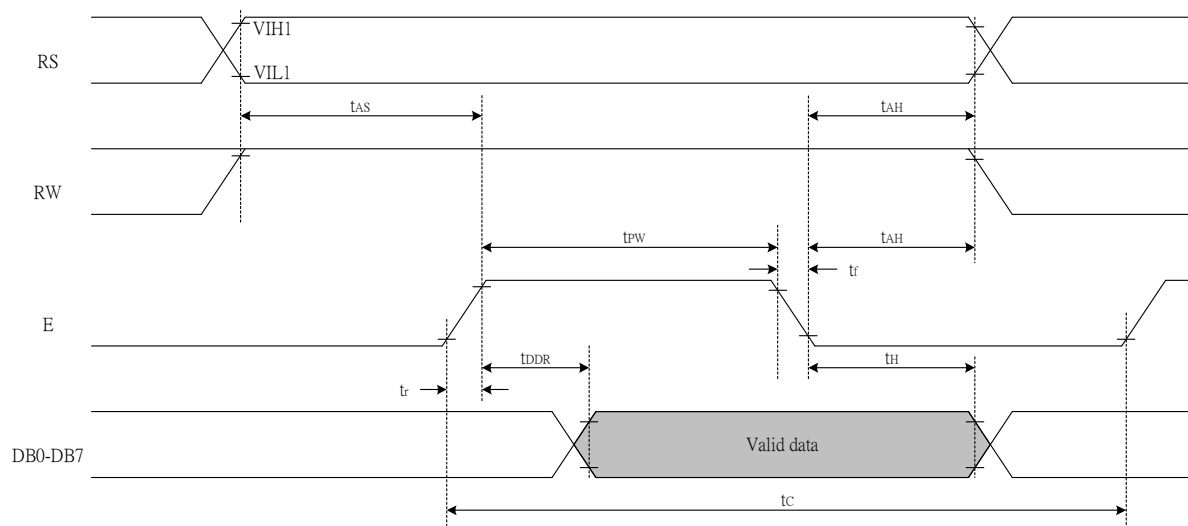 VIH1
RS
VIL1
tAS
tAH
RW
tPW
tAH
tf
E
tDDR
tH
tr
Valid data
DB0-DB7
tC